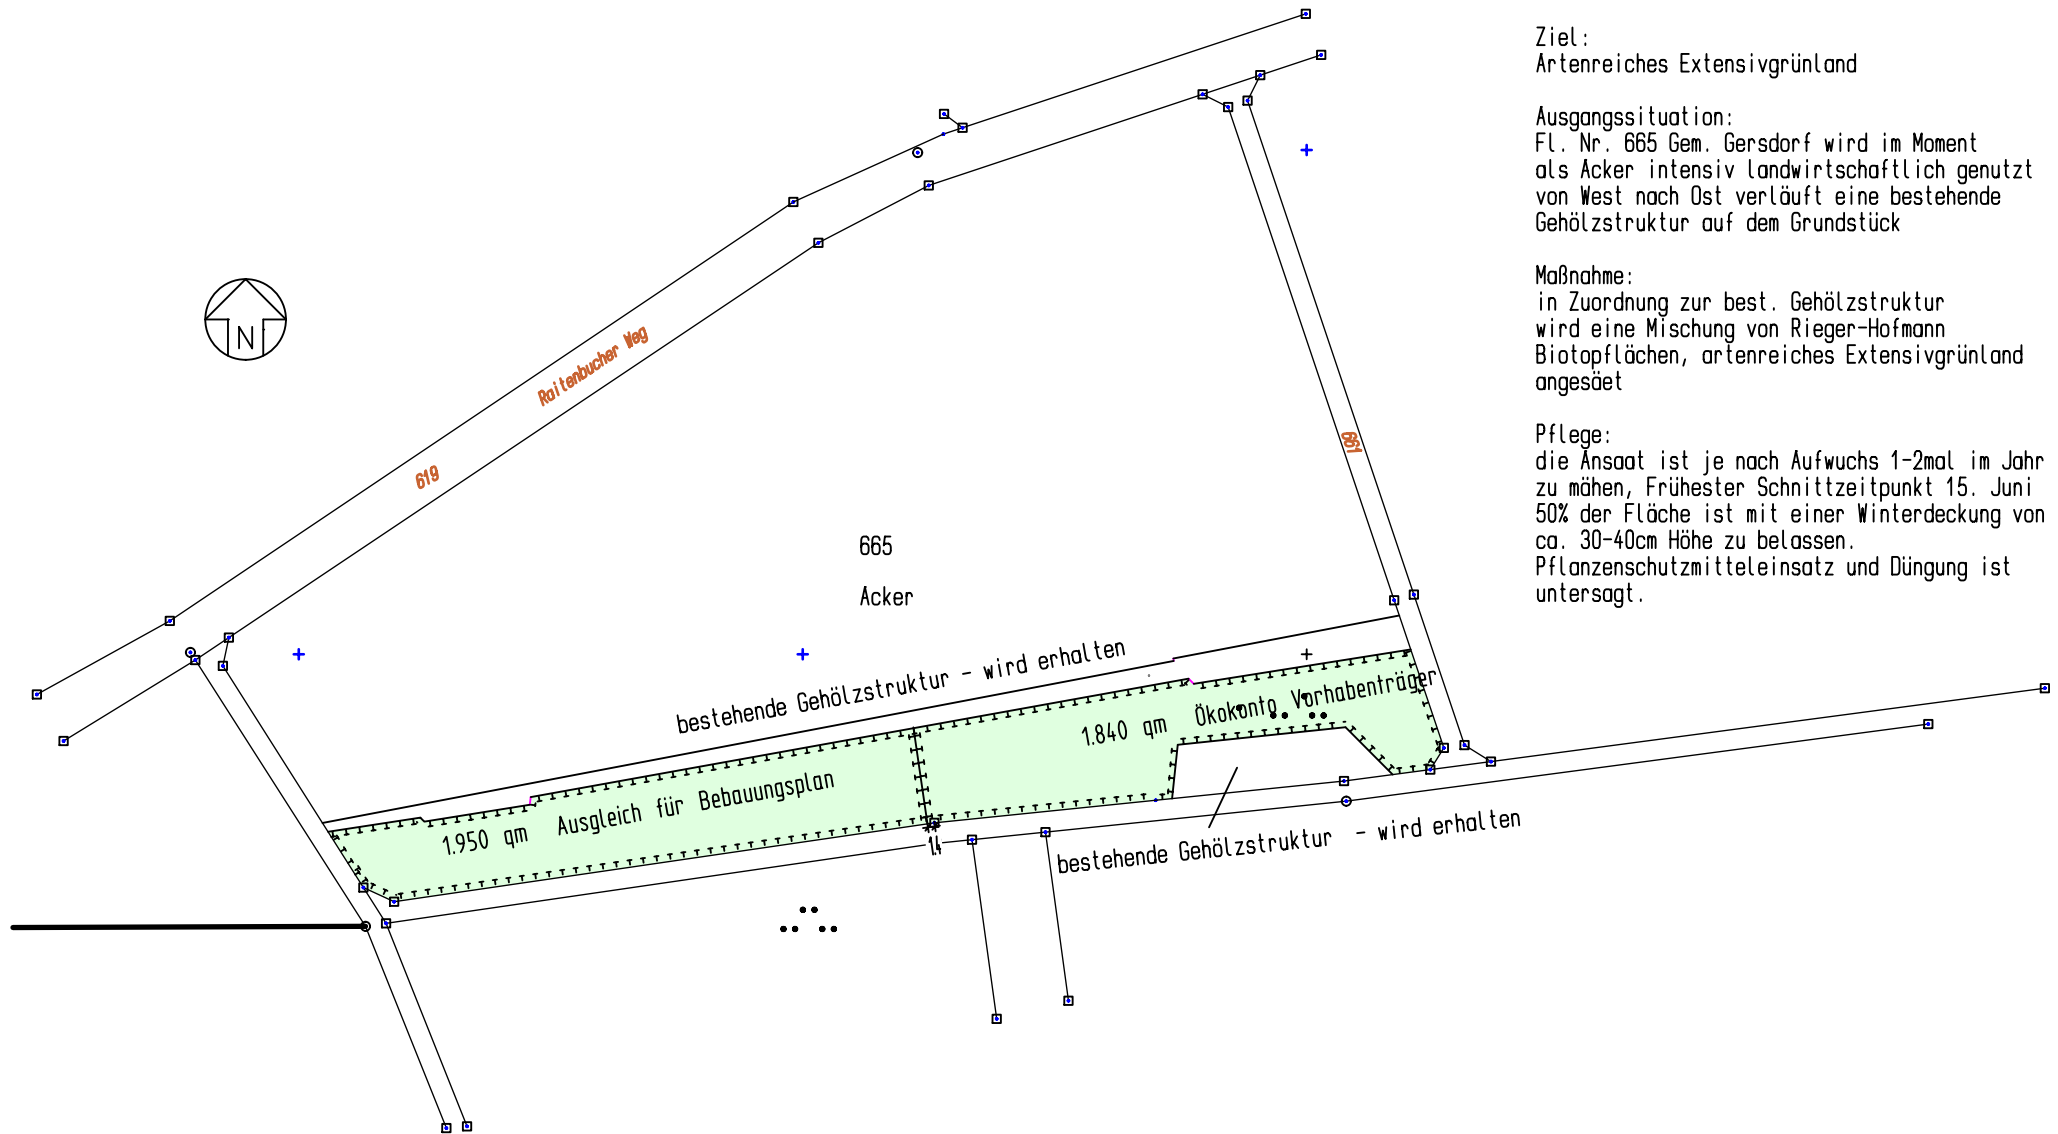 Ziel:
Artenreiches Extensivgrünland
Ausgangssituation:
Fl. Nr. 665 Gem. Gersdorf wird im Moment
als Acker intensiv landwirtschaftlich genutzt
von West nach Ost verläuft eine bestehende
Gehölzstruktur auf dem Grundstück
Maßnahme:
in Zuordnung zur best. Gehölzstruktur
wird eine Mischung von Rieger-Hofmann
Biotopflächen, artenreiches Extensivgrünland
angesäet
Pflege:
die Ansaat ist je nach Aufwuchs 1-2mal im Jahr
zu mähen, Frühester Schnittzeitpunkt 15. Juni
50% der Fläche ist mit einer Winterdeckung von
ca. 30-40cm Höhe zu belassen.
Pflanzenschutzmitteleinsatz und Düngung ist
untersagt.
N
Raitenbucher Weg
619
661
665
Acker
bestehende Gehölzstruktur - wird erhalten
1.840 qm Ökokonto Vorhabenträger
1.950 qm Ausgleich für Bebauungsplan
bestehende Gehölzstruktur - wird erhalten